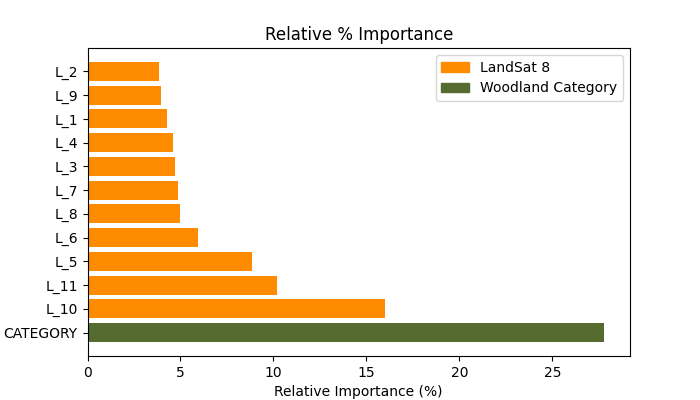 Relative % Importance
LandSat 8
Woodland Category
L_2
L_9
L_1
L_4
L_3
L_7
L_8
L_6
L_5
L_11
L_10
CATEGORY
0 5 10 15 20 25
Relative Importance (%)